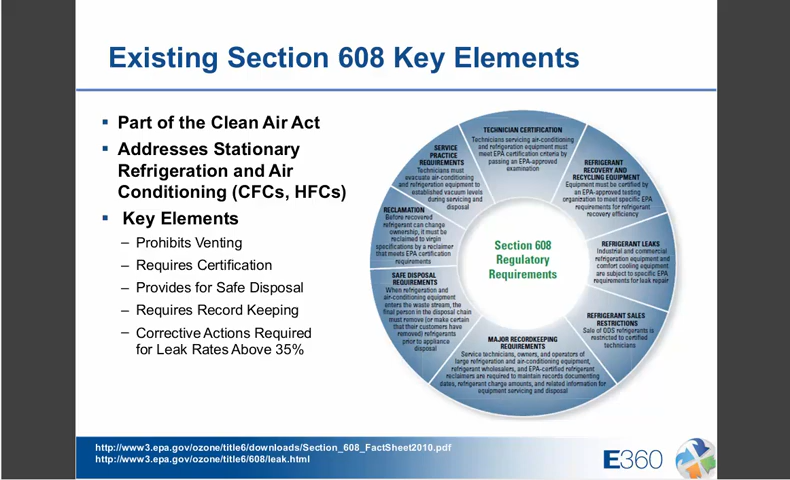 Existing Section 608 Key Elements
▪ Part of the Clean Air Act
▪ Addresses Stationary
Refrigeration and Air
Conditioning (CFCs, HFCs)
▪ Key Elements
– Prohibits Venting
– Requires Certification
– Provides for Safe Disposal
– Requires Record Keeping
– Corrective Actions Required
for Leak Rates Above 35%
TECHNICIAN CERTIFICATION
Technicians servicing air-conditioning
and refrigeration equipment must
meet EPA certification criteria by
passing an EPA-approved
examination
REFRIGERANT
RECOVERY AND
RECYCLING EQUIPMENT
Equipment must be certified by
an EPA-approved testing
organization to meet specific EPA
requirements for refrigerant
recovery efficiency
REFRIGERANT LEAKS
Industrial and commercial
refrigeration equipment and
comfort cooling equipment
are subject to specific EPA
requirements for leak repair
REFRIGERANT SALES
RESTRICTIONS
Sale of ODS refrigerants is
restricted to certified
technicians
MAJOR RECORDKEEPING
REQUIREMENTS
Service technicians, owners, and operators of
large refrigeration and air-conditioning equipment,
refrigerant wholesalers, and EPA-certified refrigerant
reclaimers are required to maintain records documenting
dates, refrigerant charge amounts, and related information for
equipment servicing and disposal
SAFE DISPOSAL
REQUIREMENTS
When refrigeration and
air-conditioning equipment
enters the waste stream, the
final person in the disposal chain
must remove (or make certain
that their customers have
removed) refrigerants
prior to appliance
disposal
RECLAMATION
Before recovered
refrigerant can change
ownership, it must be
reclaimed to virgin
specifications by a reclaimer
that meets EPA certification
requirements
SERVICE
PRACTICE
REQUIREMENTS
Technicians must
evacuate air-conditioning
and refrigeration equipment to
established vacuum levels
during servicing and
disposal
Section 608
Regulatory
Requirements
http://www3.epa.gov/ozone/title6/downloads/Section_608_FactSheet2010.pdf
http://www3.epa.gov/ozone/title6/608/leak.html
E360